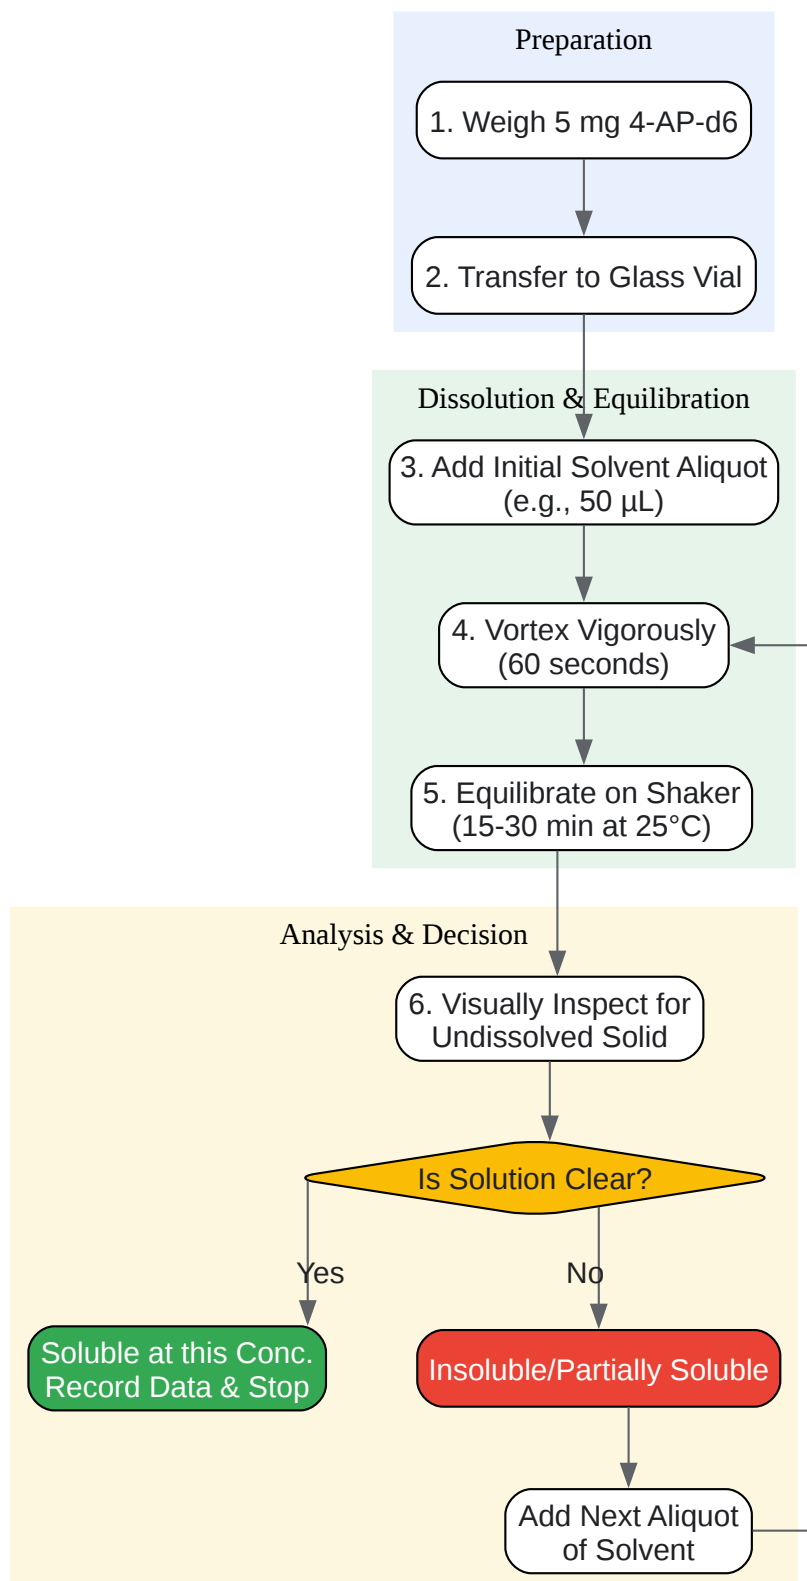 Preparation
1. Weigh 5 mg 4-AP-d6
2. Transfer to Glass Vial
Dissolution & Equilibration
3. Add Initial Solvent Aliquot
(e.g., 50 µL)
4. Vortex Vigorously
(60 seconds)
5. Equilibrate on Shaker
(15-30 min at 25°C)
Analysis & Decision
6. Visually Inspect for
Undissolved Solid
Is Solution Clear?
Yes
No
Soluble at this Conc.
Record Data & Stop
Insoluble/Partially Soluble
Add Next Aliquot
of Solvent